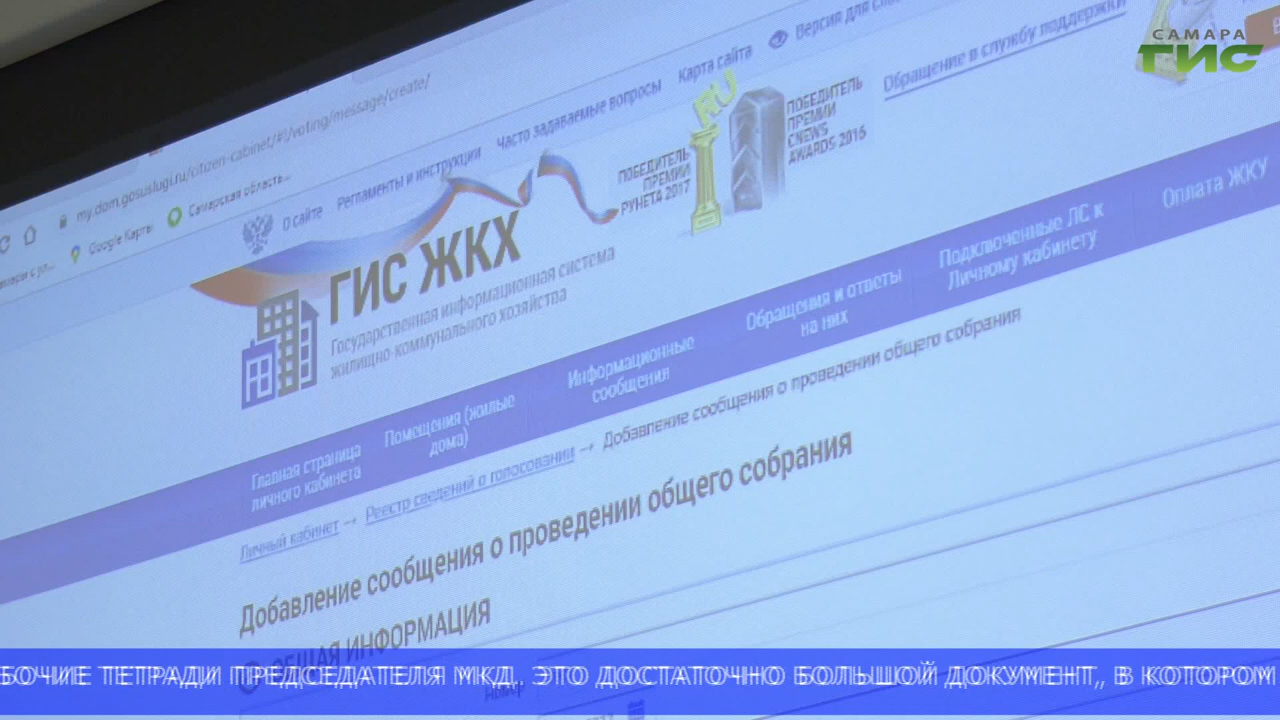 САМАРА
ГИС
my.dom.gosuslugi.ru/citizen-cabinet/#!/voting/message/create/
Google Карты
Самарская область...
О сайте
Регламенты и инструкции
Часто задаваемые вопросы
Карта сайта
Версия для
Обращение в службу поддержки
ГИС ЖКХ
Государственная информационная система
жилищно-коммунального хозяйства
ПОБЕДИТЕЛЬ
ПРЕМИИ
РУНЕТА 2017
RU
ПОБЕДИТЕЛЬ
ПРЕМИИ
CNEWS
AWARDS 2016
Главная страница
личного кабинета
Помещения (жилые
дома)
Информационные
сообщения
Обращения и ответы
на них
Подключенные ЛС к
Личному кабинету
Оплата ЖКУ
Личный кабинет → Реестр сведений о голосовании → Добавление сообщения о проведении общего собрания
Добавление сообщения о проведении общего собрания
ОБЩАЯ ИНФОРМАЦИЯ
БОЧИЕ ТЕТРАДИ ПРЕДСЕДАТЕЛЯ МКД. ЭТО ДОСТАТОЧНО БОЛЬШОЙ ДОКУМЕНТ, В КОТОРОМ